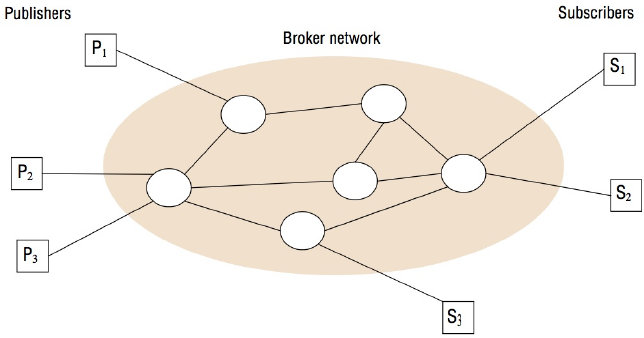 Publishers
Subscribers
Broker network
P1
S1
P2
S2
P3
S3